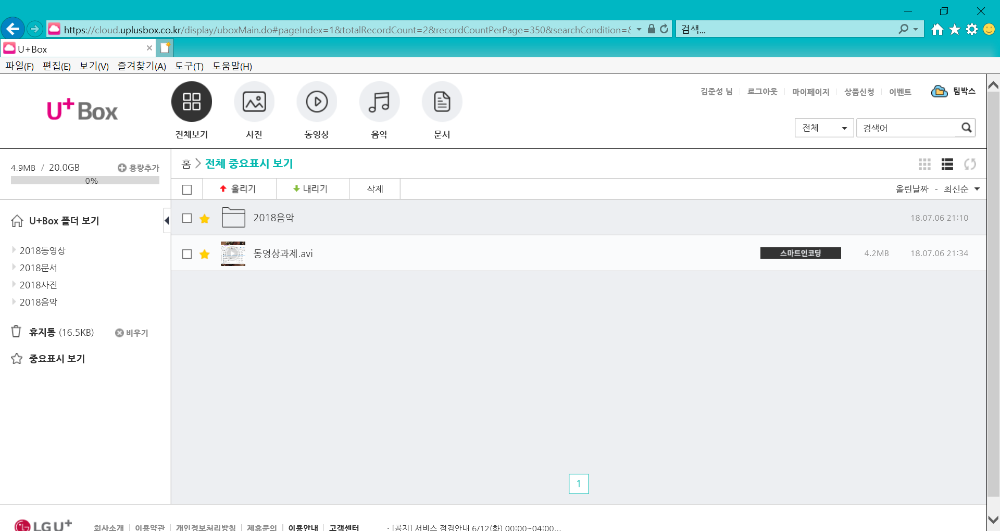 https://cloud.uplusbox.co.kr/display/uboxMain.do#pageIndex=1&totalRecordCount=2&recordCountPerPage=350&searchCondition=&
검색...
U+Box
파일(F) 편집(E) 보기(V) 즐겨찾기(A) 도구(T) 도움말(H)
U+ Box
전체보기 사진 동영상 음악 문서
김준성 님 로그아웃 마이페이지 상품신청 이벤트 팀박스
전체 검색어
4.9MB / 20.0GB 용량추가
0%
홈 > 전체 중요표시 보기
올리기 내리기 삭제 올린날짜 - 최신순
U+Box 폴더 보기
2018동영상
2018문서
2018사진
2018음악
휴지통 (16.5KB) 비우기
중요표시 보기
2018음악 18.07.06 21:10
동영상과제.avi 스마트인코딩 4.2MB 18.07.06 21:34
1
LG U+ 회사소개 이용약관 개인정보처리방침 제휴문의 이용안내 고객센터 - [공지] 서비스 점검안내 6/12(화) 00:00~04:00...